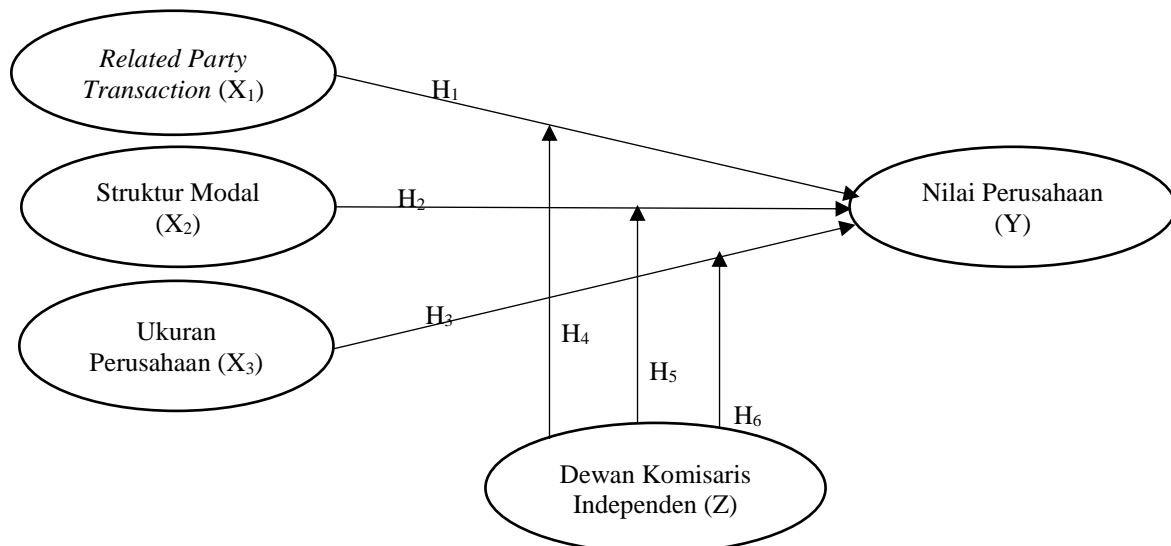 Related Party
Transaction (X₁)
H₁
Struktur Modal
(X₂)
H₂
Nilai Perusahaan
(Y)
Ukuran
Perusahaan (X₃)
H₃
H₄
H₅
H₆
Dewan Komisaris
Independen (Z)